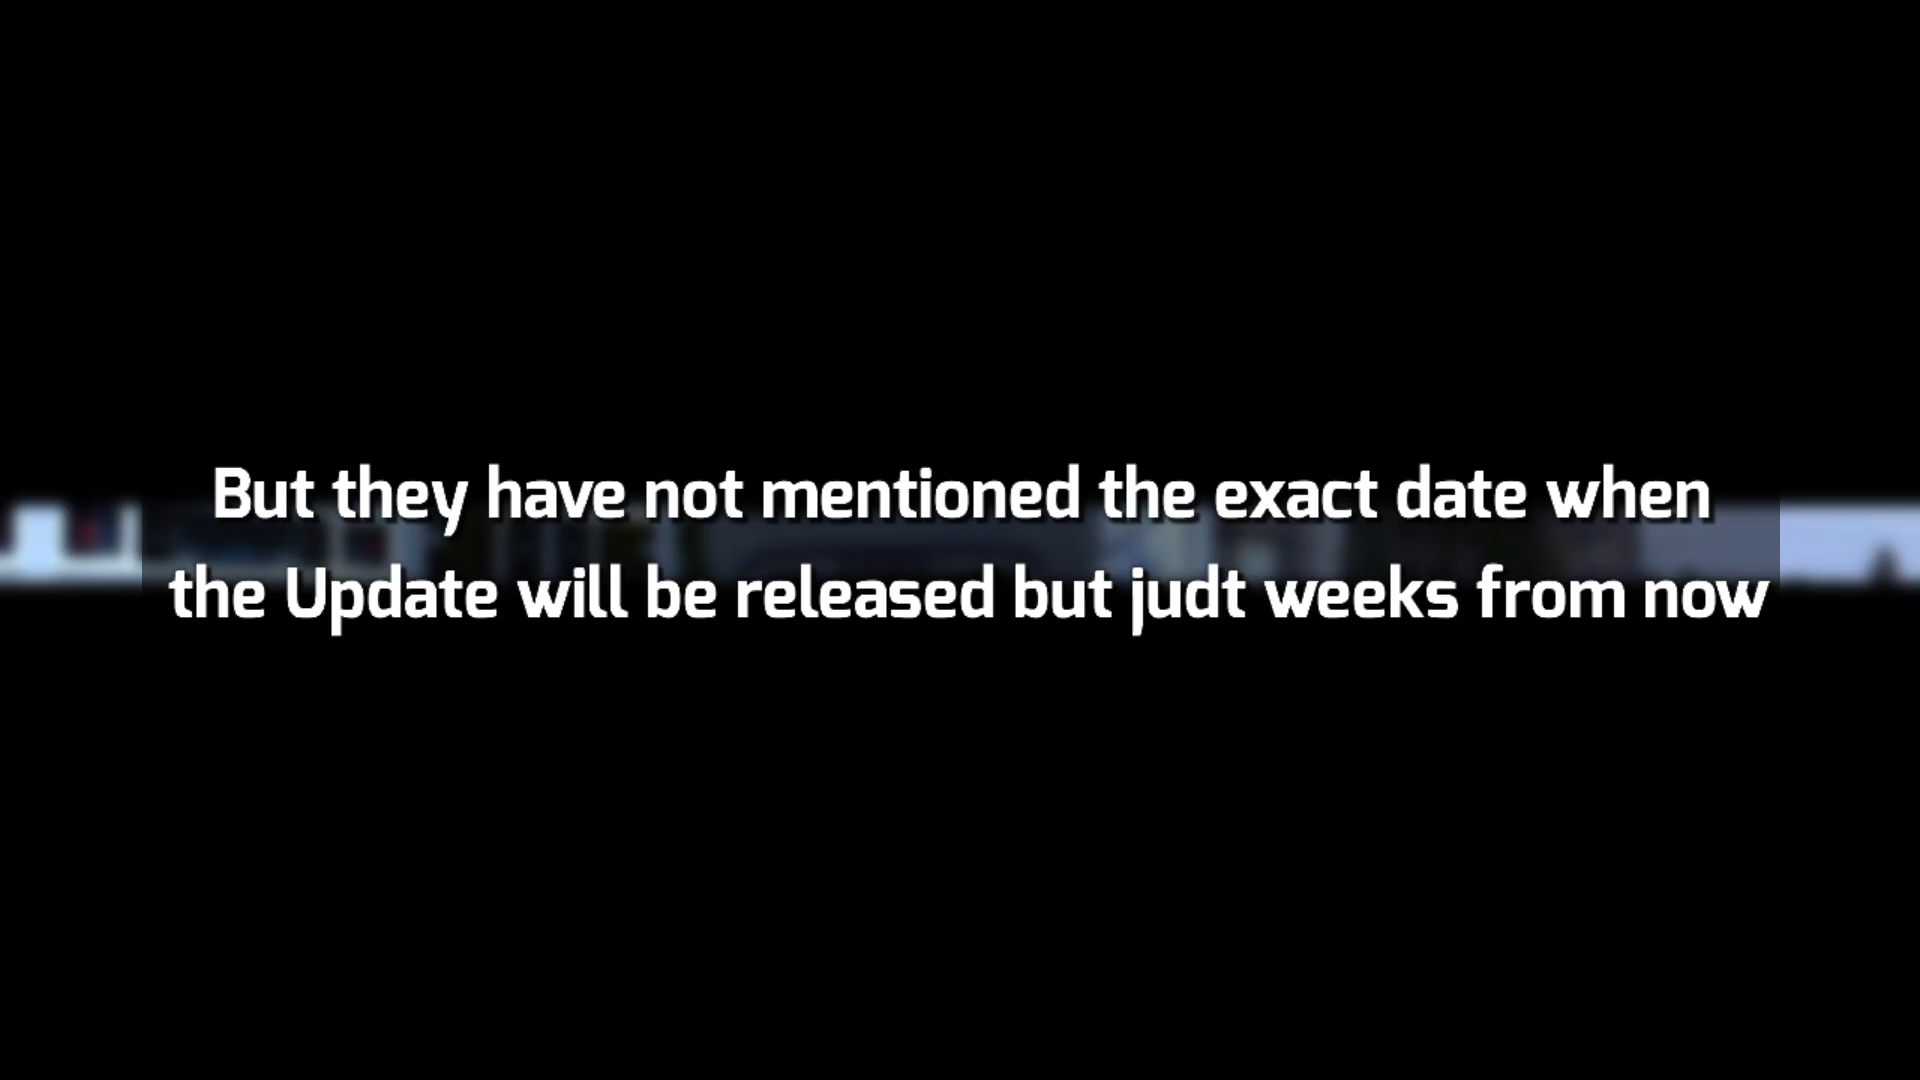 But they have not mentioned the exact date when
the Update will be released but judt weeks from now